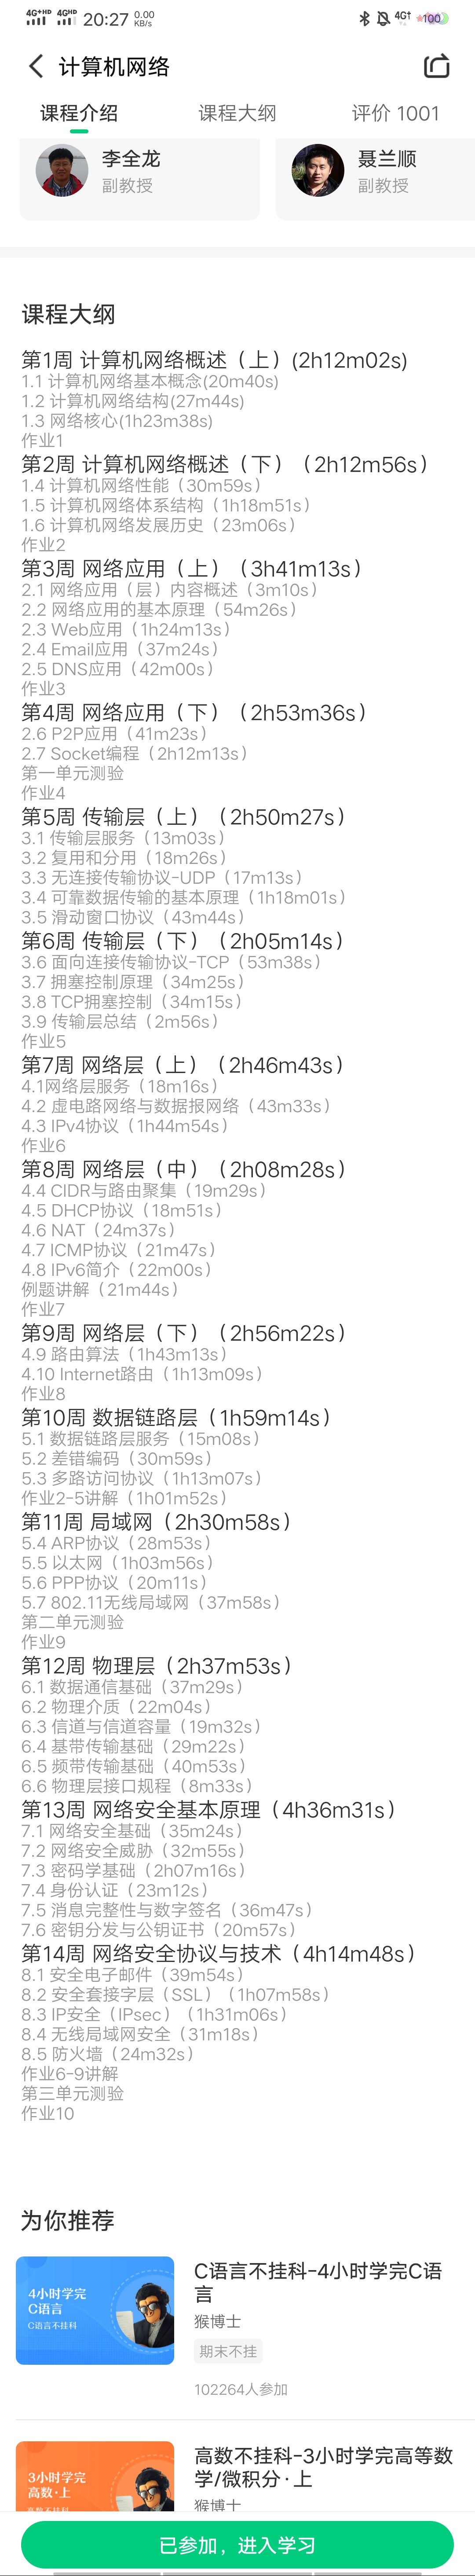 4G+HD 4GHD 20:27 0.00 KB/s 4G↑ 100
计算机网络
课程介绍 课程大纲 评价 1001
李全龙 聂兰顺
副教授 副教授
课程大纲
第1周 计算机网络概述（上）(2h12m02s)
1.1 计算机网络基本概念(20m40s)
1.2 计算机网络结构(27m44s)
1.3 网络核心(1h23m38s)
作业1
第2周 计算机网络概述（下）（2h12m56s）
1.4 计算机网络性能（30m59s）
1.5 计算机网络体系结构（1h18m51s）
1.6 计算机网络发展历史（23m06s）
作业2
第3周 网络应用（上）（3h41m13s）
2.1 网络应用（层）内容概述（3m10s）
2.2 网络应用的基本原理（54m26s）
2.3 Web应用（1h24m13s）
2.4 Email应用（37m24s）
2.5 DNS应用（42m00s）
作业3
第4周 网络应用（下）（2h53m36s）
2.6 P2P应用（41m23s）
2.7 Socket编程（2h12m13s）
第一单元测验
作业4
第5周 传输层（上）（2h50m27s）
3.1 传输层服务（13m03s）
3.2 复用和分用（18m26s）
3.3 无连接传输协议-UDP（17m13s）
3.4 可靠数据传输的基本原理（1h18m01s）
3.5 滑动窗口协议（43m44s）
第6周 传输层（下）（2h05m14s）
3.6 面向连接传输协议-TCP（53m38s）
3.7 拥塞控制原理（34m25s）
3.8 TCP拥塞控制（34m15s）
3.9 传输层总结（2m56s）
作业5
第7周 网络层（上）（2h46m43s）
4.1网络层服务（18m16s）
4.2 虚电路网络与数据报网络（43m33s）
4.3 IPv4协议（1h44m54s）
作业6
第8周 网络层（中）（2h08m28s）
4.4 CIDR与路由聚集（19m29s）
4.5 DHCP协议（18m51s）
4.6 NAT（24m37s）
4.7 ICMP协议（21m47s）
4.8 IPv6简介（22m00s）
例题讲解（21m44s）
作业7
第9周 网络层（下）（2h56m22s）
4.9 路由算法（1h43m13s）
4.10 Internet路由（1h13m09s）
作业8
第10周 数据链路层（1h59m14s）
5.1 数据链路层服务（15m08s）
5.2 差错编码（30m59s）
5.3 多路访问协议（1h13m07s）
作业2-5讲解（1h01m52s）
第11周 局域网（2h30m58s）
5.4 ARP协议（28m53s）
5.5 以太网（1h03m56s）
5.6 PPP协议（20m11s）
5.7 802.11无线局域网（37m58s）
第二单元测验
作业9
第12周 物理层（2h37m53s）
6.1 数据通信基础（37m29s）
6.2 物理介质（22m04s）
6.3 信道与信道容量（19m32s）
6.4 基带传输基础（29m22s）
6.5 频带传输基础（40m53s）
6.6 物理层接口规程（8m33s）
第13周 网络安全基本原理（4h36m31s）
7.1 网络安全基础（35m24s）
7.2 网络安全威胁（32m55s）
7.3 密码学基础（2h07m16s）
7.4 身份认证（23m12s）
7.5 消息完整性与数字签名（36m47s）
7.6 密钥分发与公钥证书（20m57s）
第14周 网络安全协议与技术（4h14m48s）
8.1 安全电子邮件（39m54s）
8.2 安全套接字层（SSL）（1h07m58s）
8.3 IP安全（IPsec）（1h31m06s）
8.4 无线局域网安全（31m18s）
8.5 防火墙（24m32s）
作业6-9讲解
第三单元测验
作业10
为你推荐
4小时学完
C语言
C语言不挂科
C语言不挂科-4小时学完C语
言
猴博士
期末不挂
102264人参加
3小时学完
高数·上
高数不挂科
高数不挂科-3小时学完高等数
学/微积分·上
猴博士
已参加，进入学习